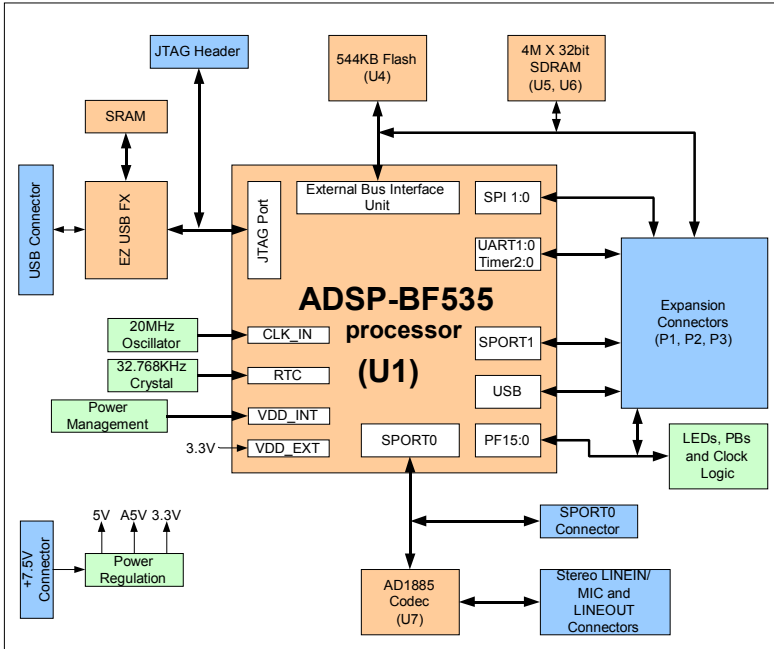 JTAG Header
544KB Flash
(U4)
4M X 32bit
SDRAM
(U5, U6)
SRAM
USB Connector
EZ USB FX
JTAG Port
External Bus Interface
Unit
SPI 1:0
UART1:0
Timer2:0
ADSP-BF535
processor
(U1)
Expansion
Connectors
(P1, P2, P3)
20MHz
Oscillator
CLK_IN
SPORT1
32.768KHz
Crystal
RTC
USB
Power
Management
VDD_INT
3.3V
VDD_EXT
SPORT0
PF15:0
LEDs, PBs
and Clock
Logic
5V
A5V
3.3V
+7.5V
Connector
Power
Regulation
SPORT0
Connector
AD1885
Codec
(U7)
Stereo LINEIN/
MIC and
LINEOUT
Connectors